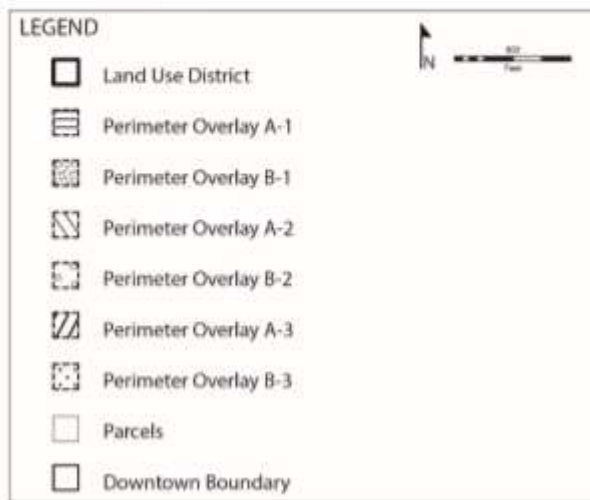 LEGEND
N
Feet
Land Use District
Perimeter Overlay A-1
Perimeter Overlay B-1
Perimeter Overlay A-2
Perimeter Overlay B-2
Perimeter Overlay A-3
Perimeter Overlay B-3
Parcels
Downtown Boundary